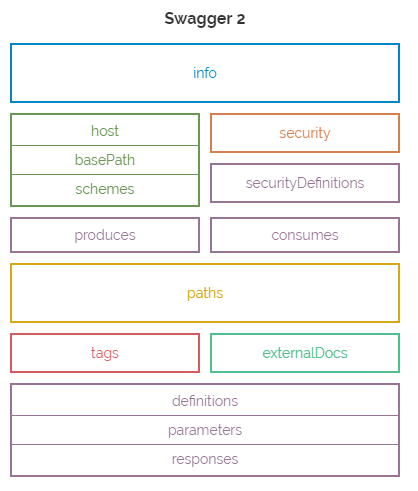 Swagger 2
info
host
basePath
schemes
security
securityDefinitions
produces
consumes
paths
tags
externalDocs
definitions
parameters
responses